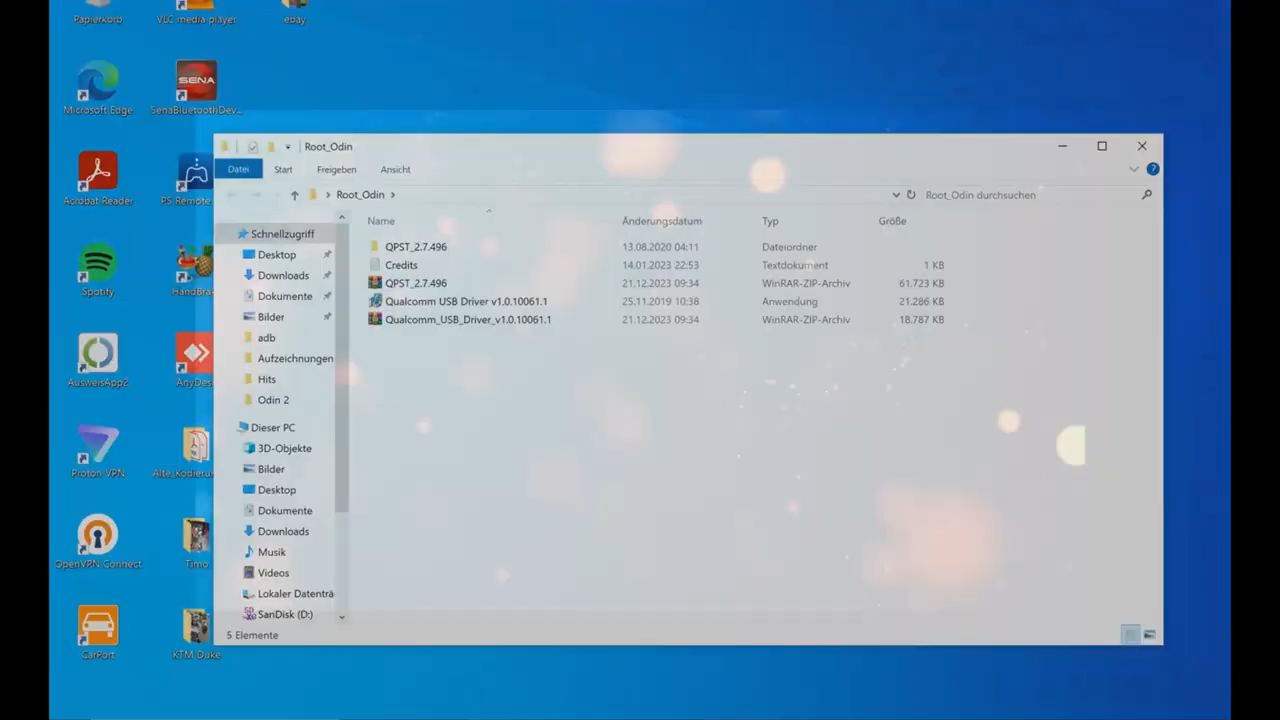 Papierkorb
VLC media player
ebay
Microsoft Edge
SENA
SenaBluetoothDev...
Acrobat Reader
PS Remote
Spotify
HandBra
AusweisApp2
AnyDes
Proton VPN
Alte_Kodieru
OpenVPN Connect
Timo
CarPort
KTM Duke
Root_Odin
Datei Start Freigeben Ansicht
Root_Odin
Root_Odin durchsuchen
Name Änderungsdatum Typ Größe
QPST_2.7.496 13.08.2020 04:11 Dateiordner
Credits 14.01.2023 22:53 Textdokument 1 KB
QPST_2.7.496 21.12.2023 09:34 WinRAR-ZIP-Archiv 61.723 KB
Qualcomm USB Driver v1.0.10061.1 25.11.2019 10:38 Anwendung 21.286 KB
Qualcomm_USB_Driver_v1.0.10061.1 21.12.2023 09:34 WinRAR-ZIP-Archiv 18.787 KB
Schnellzugriff
Desktop
Downloads
Dokumente
Bilder
adb
Aufzeichnungen
Hits
Odin 2
Dieser PC
3D-Objekte
Bilder
Desktop
Dokumente
Downloads
Musik
Videos
Lokaler Datenträ
SanDisk (D:)
5 Elemente